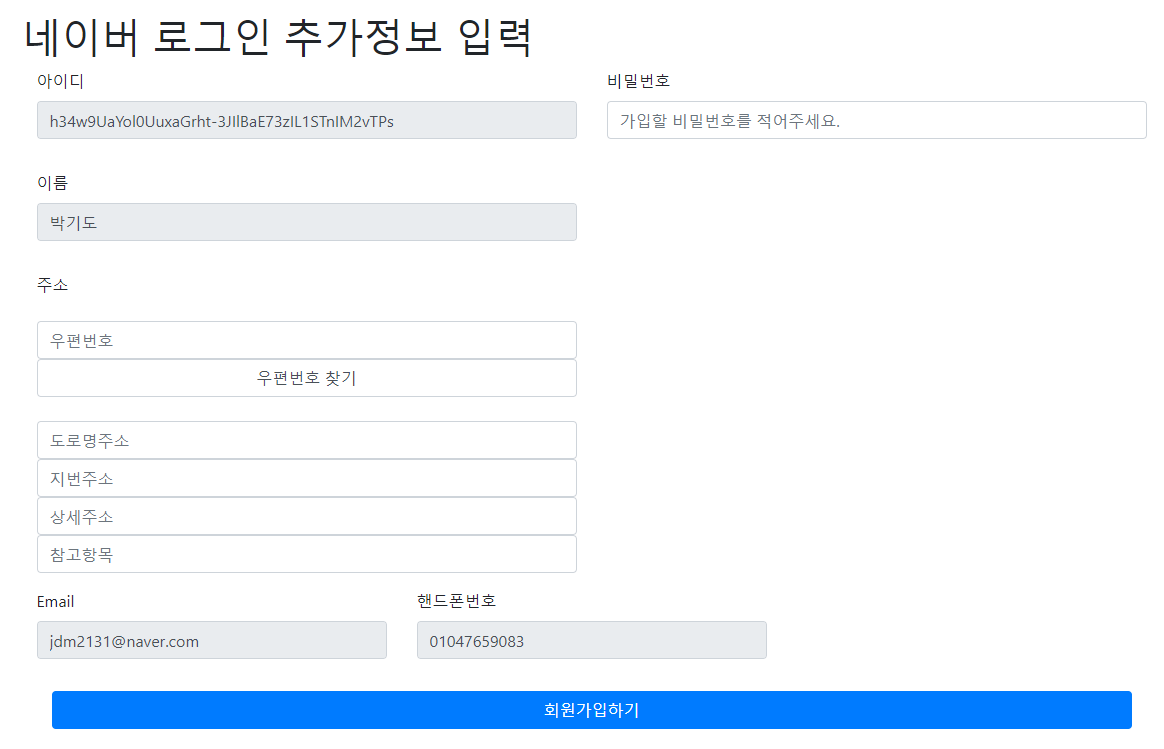 네이버 로그인 추가정보 입력
아이디
비밀번호
h34w9UaYol0UuxaGrht-3JIlBaE73zIL1STnIM2vTPs
가입할 비밀번호를 적어주세요.
이름
박기도
주소
우편번호
우편번호 찾기
도로명주소
지번주소
상세주소
참고항목
Email
핸드폰번호
jdm2131@naver.com
01047659083
회원가입하기